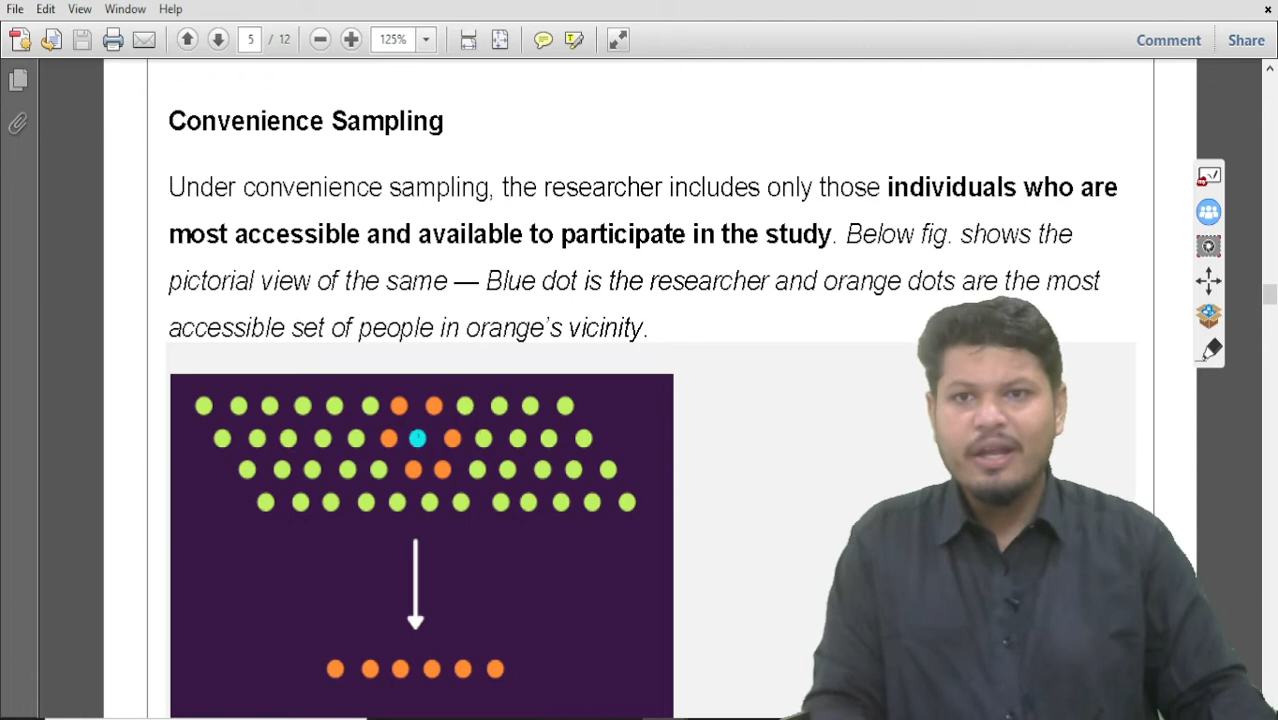 File Edit View Window Help
5 / 12 125% Comment Share
Convenience Sampling
Under convenience sampling, the researcher includes only those individuals who are
most accessible and available to participate in the study. Below fig. shows the
pictorial view of the same — Blue dot is the researcher and orange dots are the most
accessible set of people in orange’s vicinity.